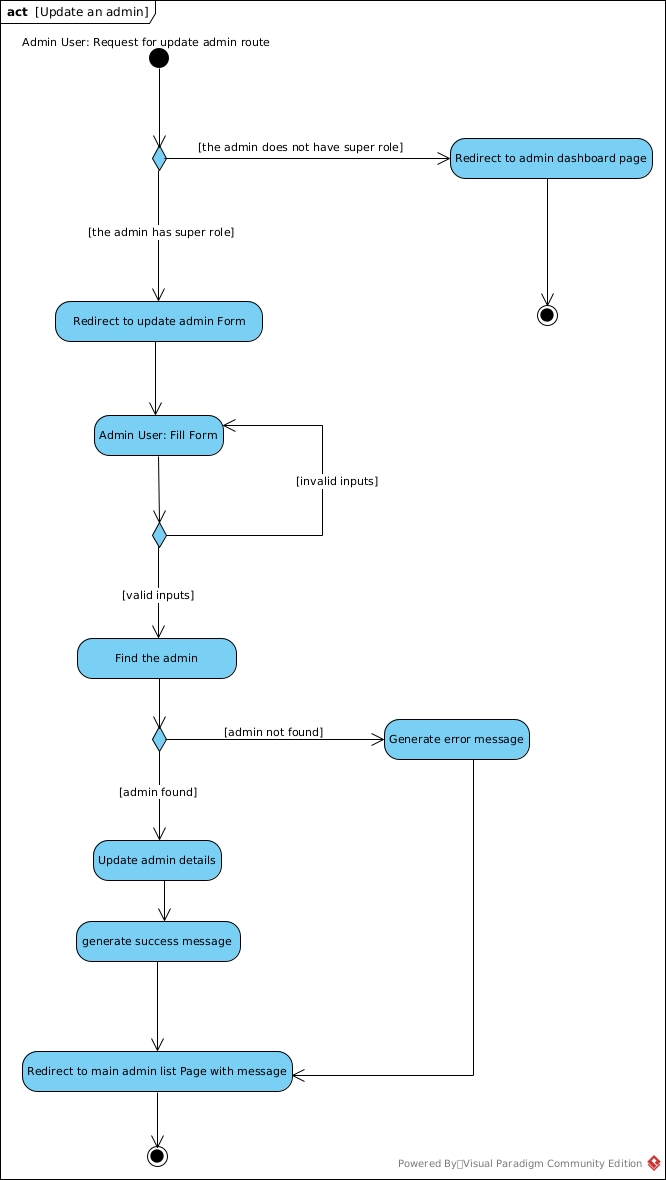 act [Update an admin]
Admin User: Request for update admin route
[the admin does not have super role]
Redirect to admin dashboard page
[the admin has super role]
Redirect to update admin Form
Admin User: Fill Form
[invalid inputs]
[valid inputs]
Find the admin
[admin not found]
Generate error message
[admin found]
Update admin details
generate success message
Redirect to main admin list Page with message
Powered By Visual Paradigm Community Edition